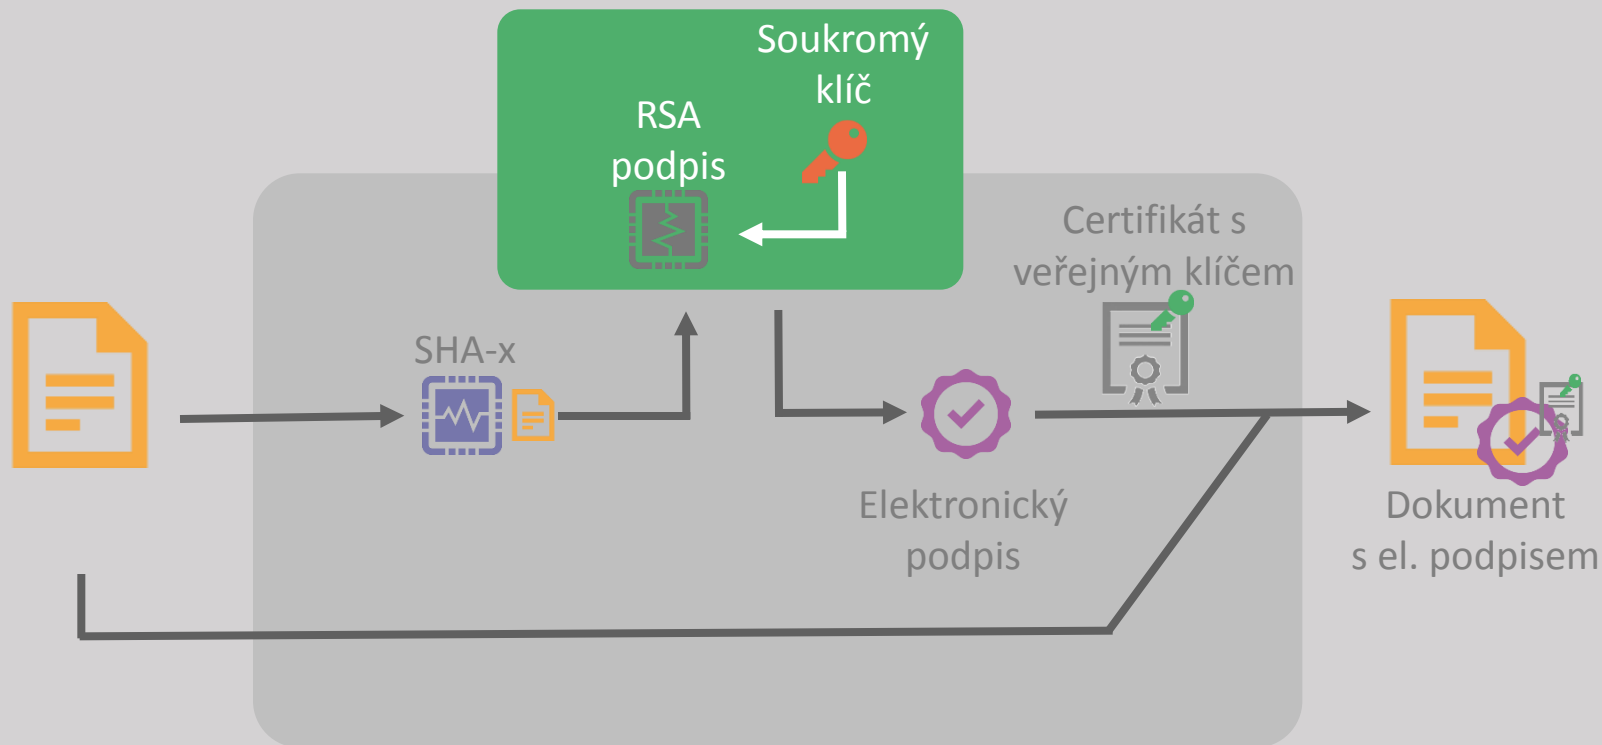 Soukromý
klíč
RSA
podpis
Certifikát s
veřejným klíčem
SHA-x
Elektronický
podpis
Dokument
s el. podpisem